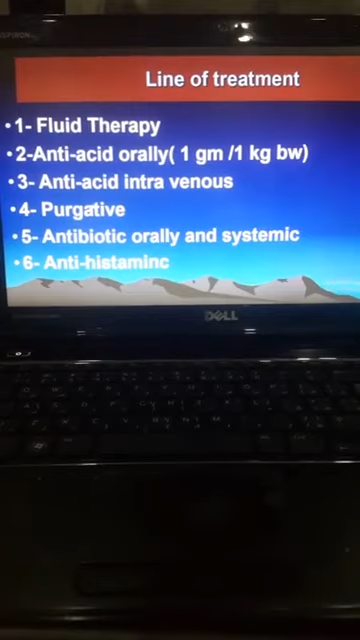 Line of treatment
• 1- Fluid Therapy
• 2-Anti-acid orally( 1 gm /1 kg bw)
• 3- Anti-acid intra venous
• 4- Purgative
• 5- Antibiotic orally and systemic
• 6- Anti-histaminc
DELL